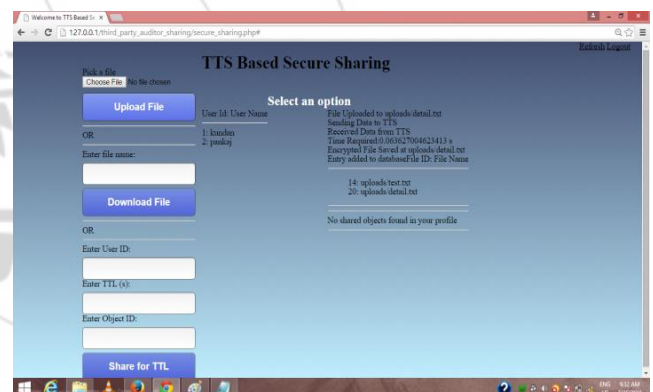 Welcome to TTS Based Se
127.0.0.1/third_party_auditor_sharing/secure_sharing.php#
Refresh Logout
TTS Based Secure Sharing
Pick a file
Choose File No file chosen
Upload File
OR
Enter file name:
Download File
OR
Enter User ID:
Enter TTL (s):
Enter Object ID:
Share for TTL
Select an option
User Id: User Name
1: kundan
2: pankaj
File Uploaded to uploads/detail.txt
Sending Data to TTS
Received Data from TTS
Time Required:0.063627004623413 s
Encrypted File Saved at uploads/detail.txt
Entry added to databaseFile ID: File Name
14: uploads/test.txt
20: uploads/detail.txt
No shared objects found in your profile
ENG 9:32 AM